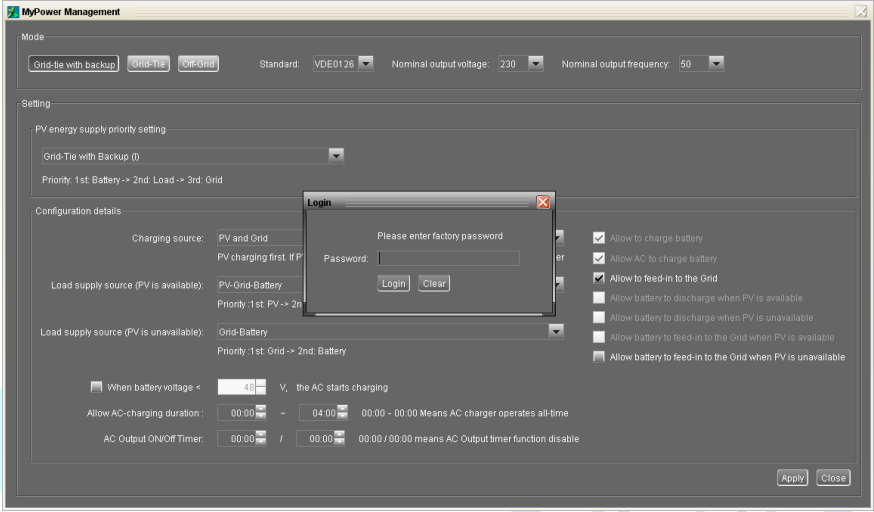 MyPower Management
Mode
Grid-tie with backup Grid-Tie Off-Grid Standard: VDE0126 Nominal output voltage: 230 Nominal output frequency: 50
Setting
PV energy supply priority setting
Grid-Tie with Backup (I)
Priority: 1st: Battery-> 2nd: Load -> 3rd: Grid
Login
Please enter factory password
Password:
Login Clear
Configuration details
Charging source: PV and Grid
PV charging first. If P
er
Load supply source (PV is available): PV-Grid-Battery
Priority :1st: PV -> 2n
Load supply source (PV is unavailable): Grid-Battery
Priority :1st: Grid -> 2nd: Battery
Allow to charge battery
Allow AC to charge battery
Allow to feed-in to the Grid
Allow battery to discharge when PV is available
Allow battery to discharge when PV is unavailable
Allow battery to feed-in to the Grid when PV is available
Allow battery to feed-in to the Grid when PV is unavailable
When battery voltage < 48 V, the AC starts charging
Allow AC-charging duration : 00:00 ~ 04:00 00:00 - 00:00 Means AC charger operates all-time
AC Output ON/Off Timer: 00:00 / 00:00 00:00 / 00:00 means AC Output timer function disable
Apply Close